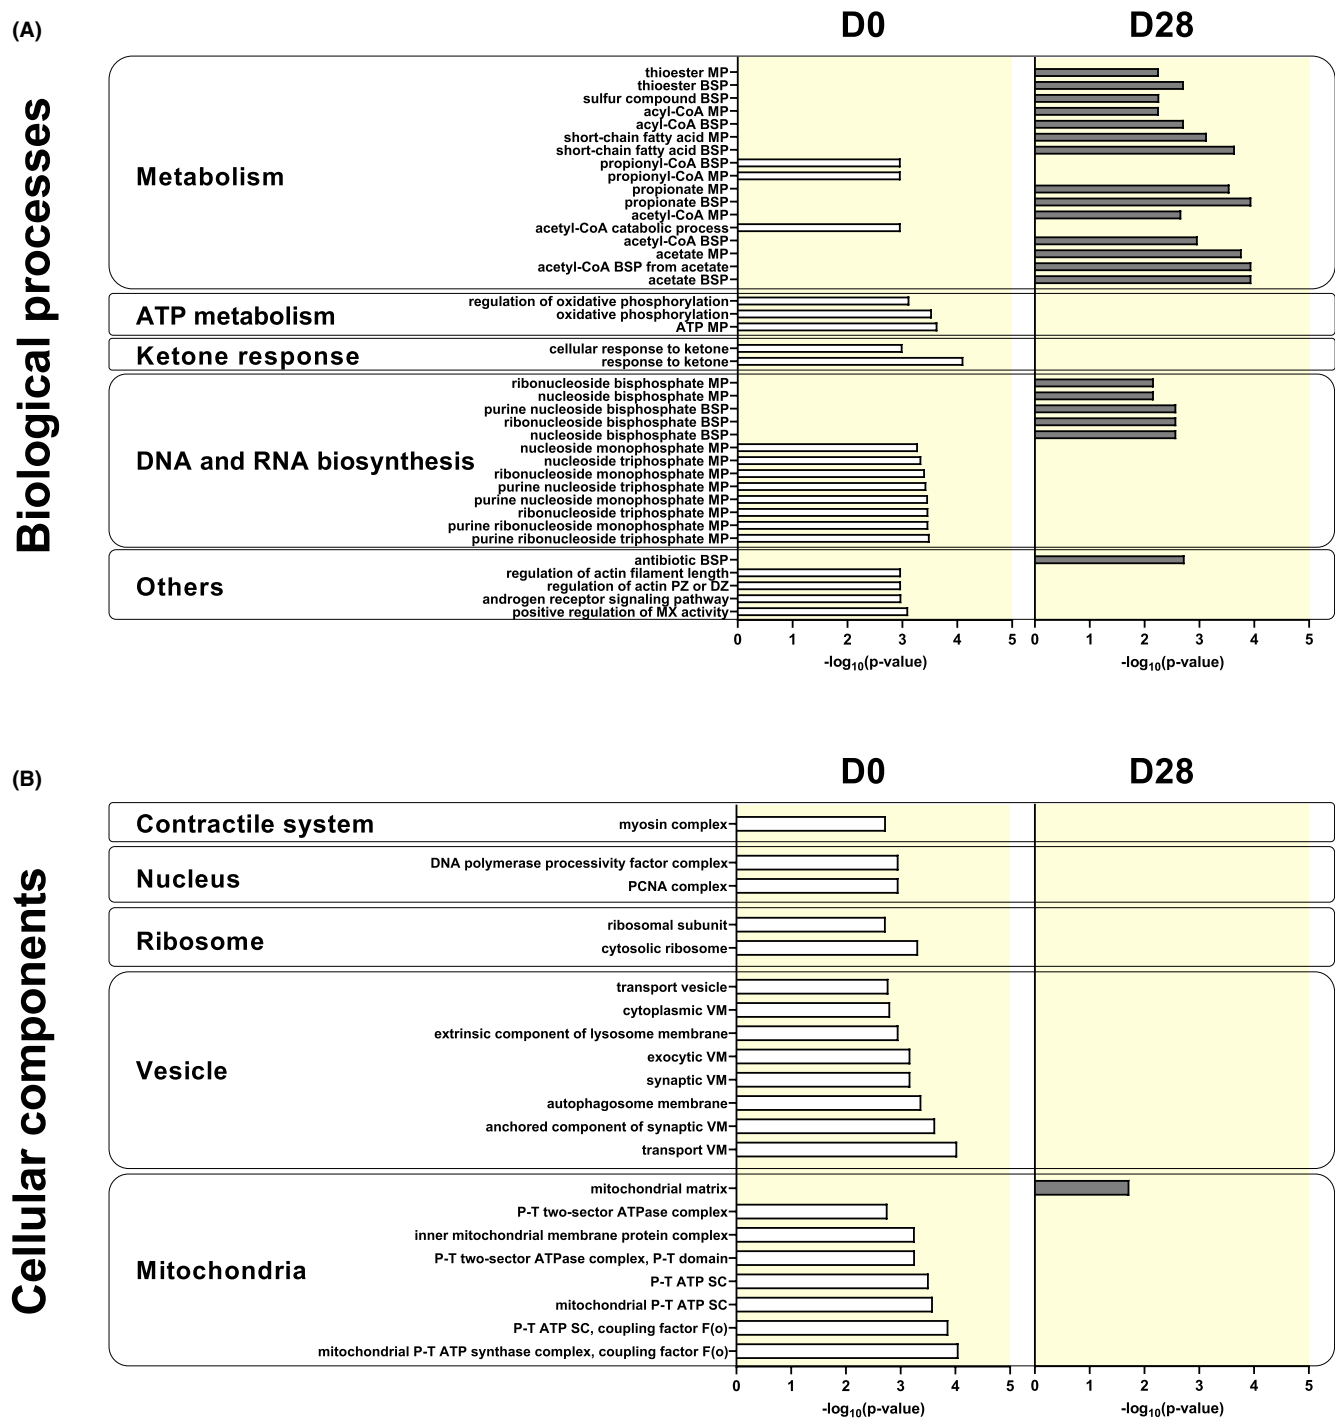 (A)
D0
D28
Biological processes
Metabolism
thioester MP
thioester BSP
sulfur compound BSP
acyl-CoA MP
acyl-CoA BSP
short-chain fatty acid MP
short-chain fatty acid BSP
propionyl-CoA BSP
propionyl-CoA MP
propionate MP
propionate BSP
acetyl-CoA MP
acetyl-CoA catabolic process
acetyl-CoA BSP
acetate MP
acetyl-CoA BSP from acetate
acetate BSP
ATP metabolism
regulation of oxidative phosphorylation
oxidative phosphorylation
ATP MP
Ketone response
cellular response to ketone
response to ketone
DNA and RNA biosynthesis
ribonucleoside bisphosphate MP
nucleoside bisphosphate MP
purine nucleoside bisphosphate BSP
ribonucleoside bisphosphate BSP
nucleoside bisphosphate BSP
nucleoside monophosphate MP
nucleoside triphosphate MP
ribonucleoside monophosphate MP
purine nucleoside triphosphate MP
purine nucleoside monophosphate MP
ribonucleoside triphosphate MP
purine ribonucleoside monophosphate MP
purine ribonucleoside triphosphate MP
Others
antibiotic BSP
regulation of actin filament length
regulation of actin PZ or DZ
androgen receptor signaling pathway
positive regulation of MX activity
0 1 2 3 4 5
0 1 2 3 4 5
-log10(p-value)
-log10(p-value)
(B)
D0
D28
Cellular components
Contractile system
myosin complex
Nucleus
DNA polymerase processivity factor complex
PCNA complex
Ribosome
ribosomal subunit
cytosolic ribosome
Vesicle
transport vesicle
cytoplasmic VM
extrinsic component of lysosome membrane
exocytic VM
synaptic VM
autophagosome membrane
anchored component of synaptic VM
transport VM
Mitochondria
mitochondrial matrix
P-T two-sector ATPase complex
inner mitochondrial membrane protein complex
P-T two-sector ATPase complex, P-T domain
P-T ATP SC
mitochondrial P-T ATP SC
P-T ATP SC, coupling factor F(o)
mitochondrial P-T ATP synthase complex, coupling factor F(o)
0 1 2 3 4 5
0 1 2 3 4 5
-log10(p-value)
-log10(p-value)